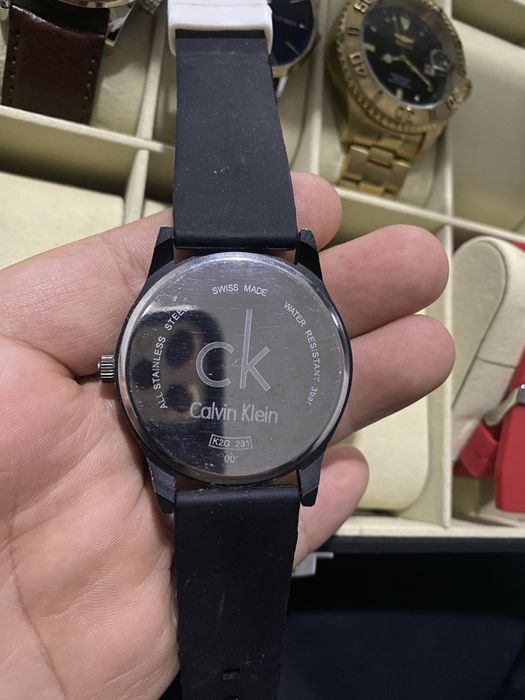 SWISS MADE
ALL STAINLESS STEEL
WATER RESISTANT 3bar
ck
Calvin Klein
K2G 231
00